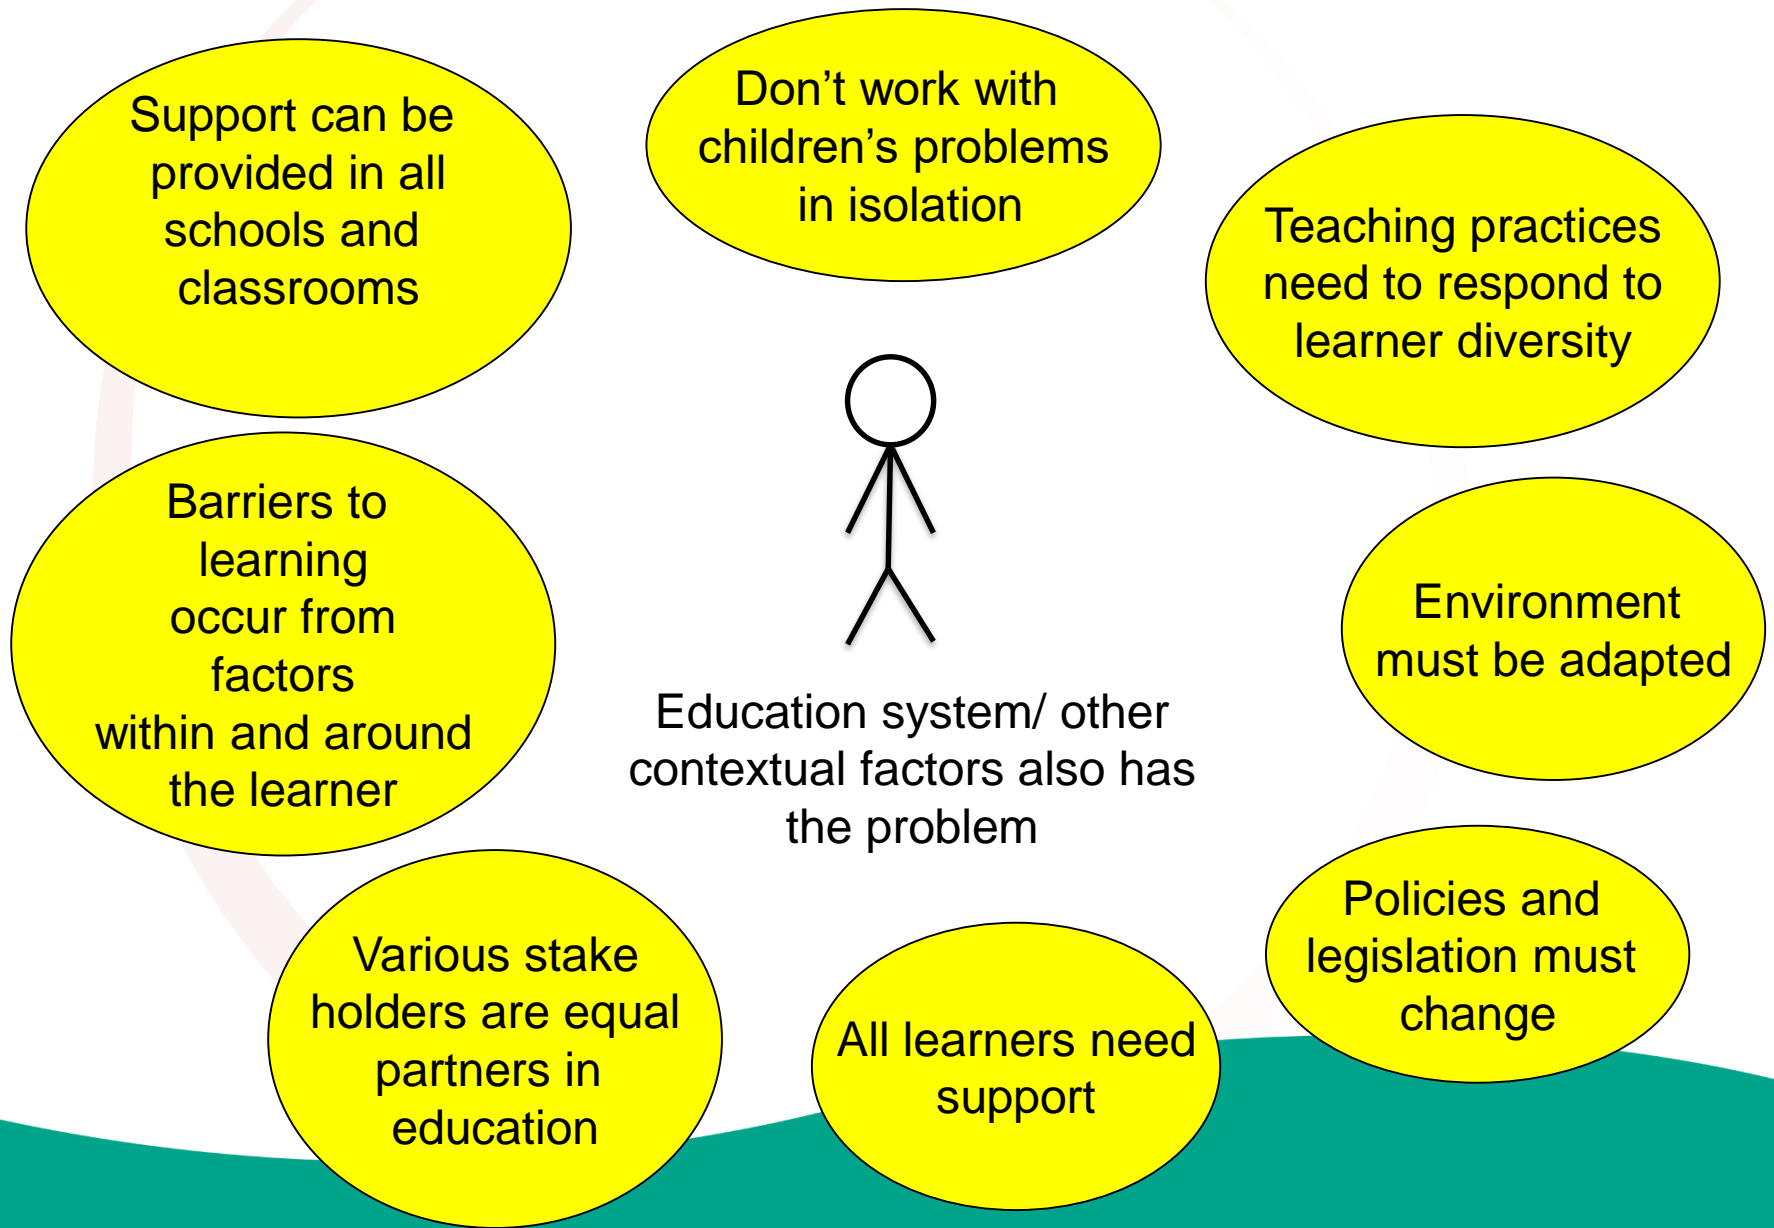 Support can be
provided in all
schools and
classrooms
Don’t work with
children’s problems
in isolation
Teaching practices
need to respond to
learner diversity
Barriers to
learning
occur from
factors
within and around
the learner
Environment
must be adapted
Education system/ other
contextual factors also has
the problem
Various stake
holders are equal
partners in
education
All learners need
support
Policies and
legislation must
change